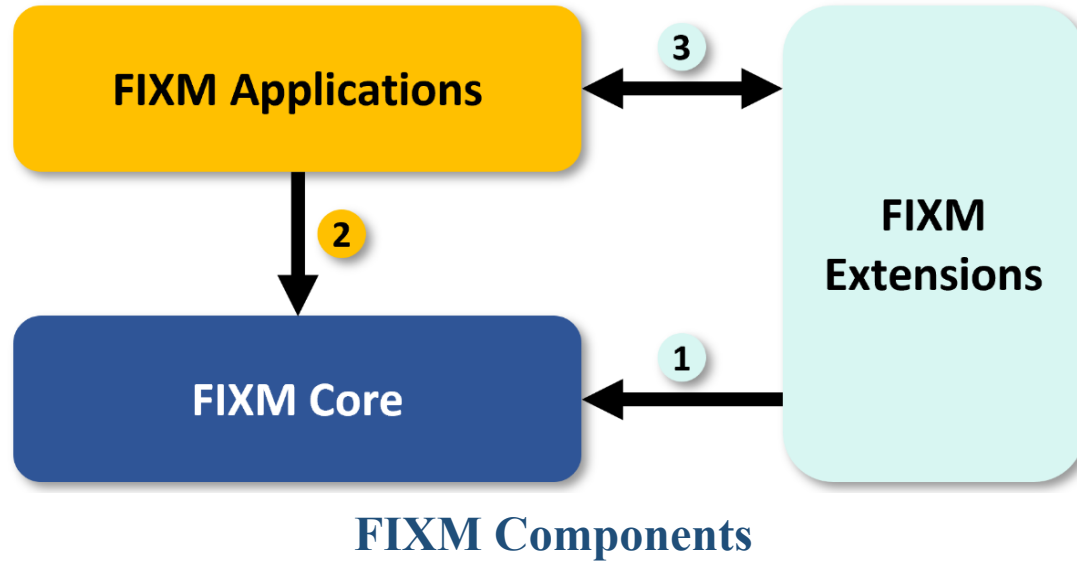 FIXM Applications
3
FIXM
Extensions
2
FIXM Core
1
FIXM Components